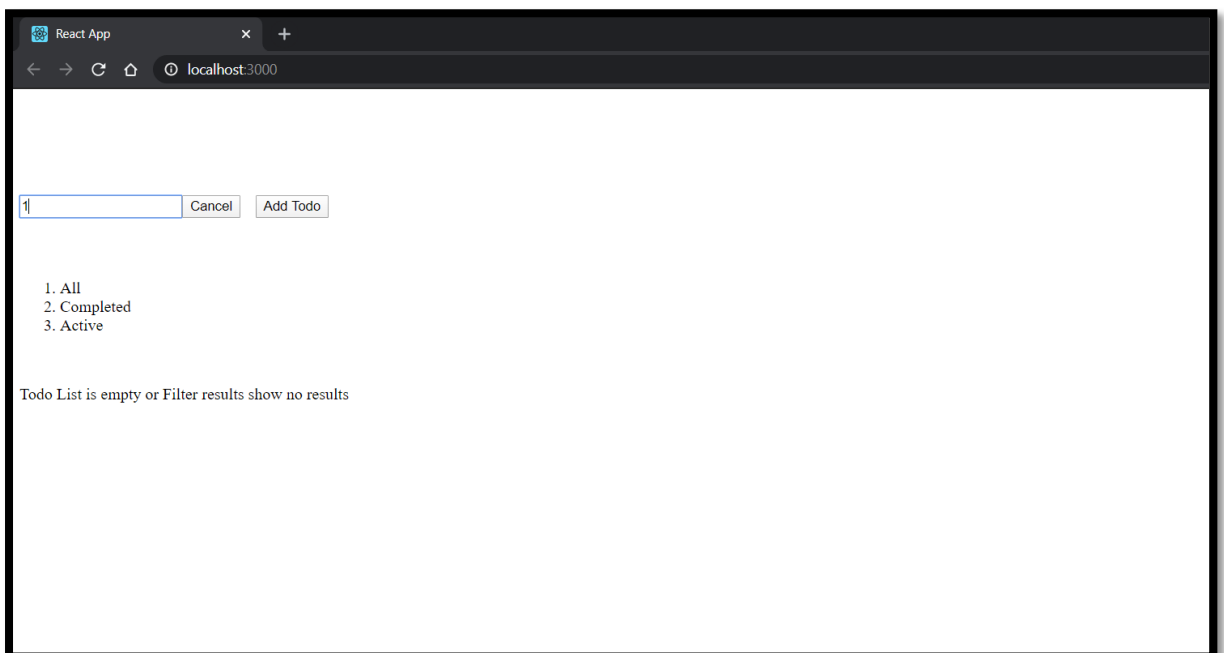 React App
localhost:3000
1 Cancel Add Todo
1. All
2. Completed
3. Active
Todo List is empty or Filter results show no results